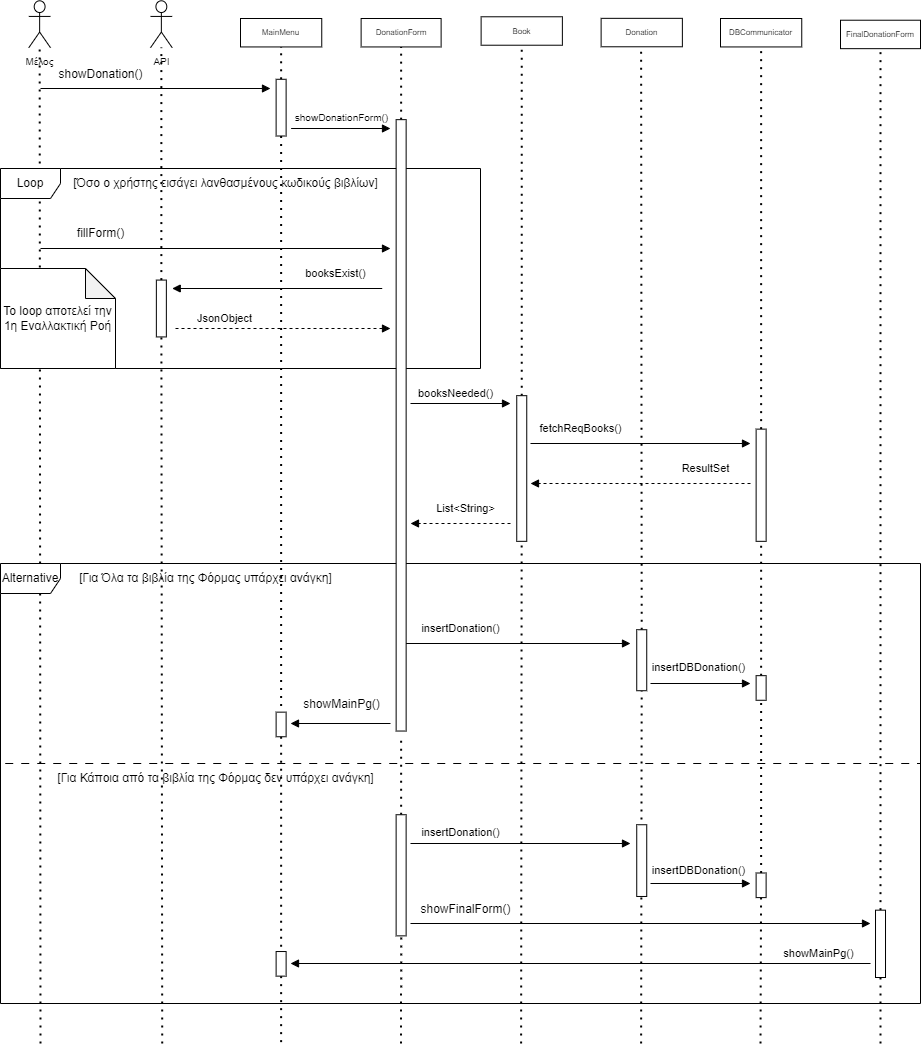 MainMenu
DonationForm
Book
Donation
DBCommunicator
FinalDonationForm
Μέλος
API
showDonation()
showDonationForm()
Loop
[Όσο ο χρήστης εισάγει λανθασμένους κωδικούς βιβλίων]
fillForm()
booksExist()
Το loop αποτελεί την
1η Εναλλακτική Ροή
JsonObject
booksNeeded()
fetchReqBooks()
ResultSet
List<String>
Alternative
[Για Όλα τα βιβλία της Φόρμας υπάρχει ανάγκη]
insertDonation()
insertDBDonation()
showMainPg()
[Για Κάποια από τα βιβλία της Φόρμας δεν υπάρχει ανάγκη]
insertDonation()
insertDBDonation()
showFinalForm()
showMainPg()